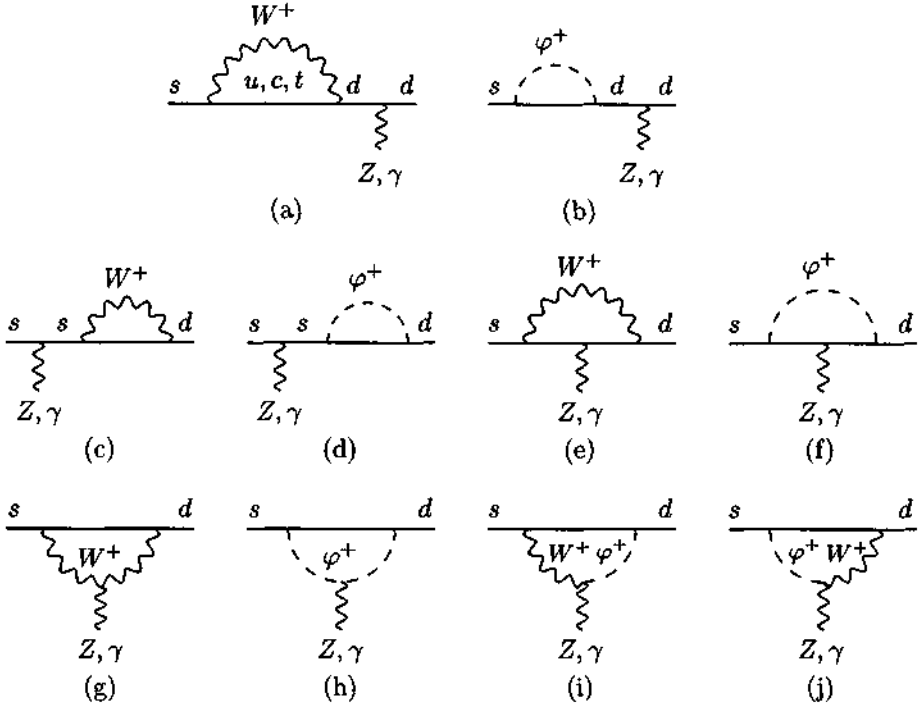 W⁺ φ⁺
s u, c, t d d s d d
Z, γ Z, γ
(a) (b)
W⁺ φ⁺ W⁺ φ⁺
s s d s s d s d s d
Z, γ Z, γ Z, γ Z, γ
(c) (d) (e) (f)
s d s d s d s d
W⁺ φ⁺ W⁺ φ⁺ φ⁺ W⁺
Z, γ Z, γ Z, γ Z, γ
(g) (h) (i) (j)